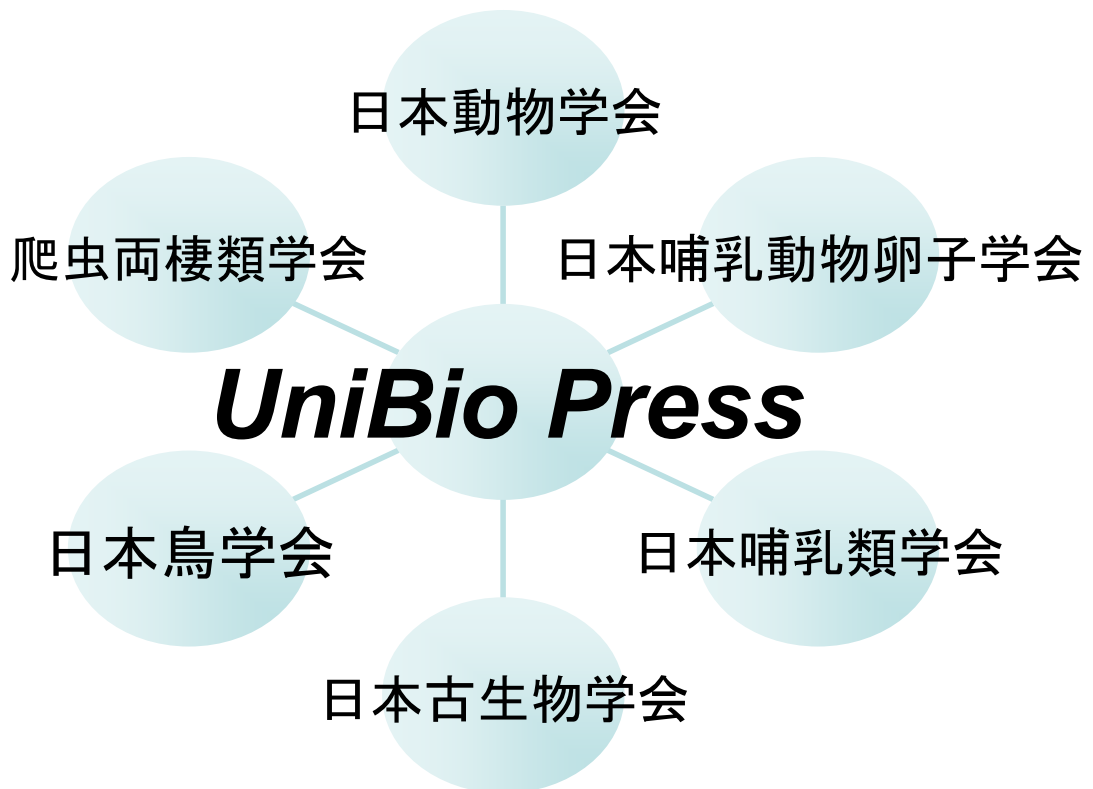 日本動物学会
爬虫両棲類学会
日本哺乳動物卵子学会
UniBio Press
日本鳥学会
日本哺乳類学会
日本古生物学会